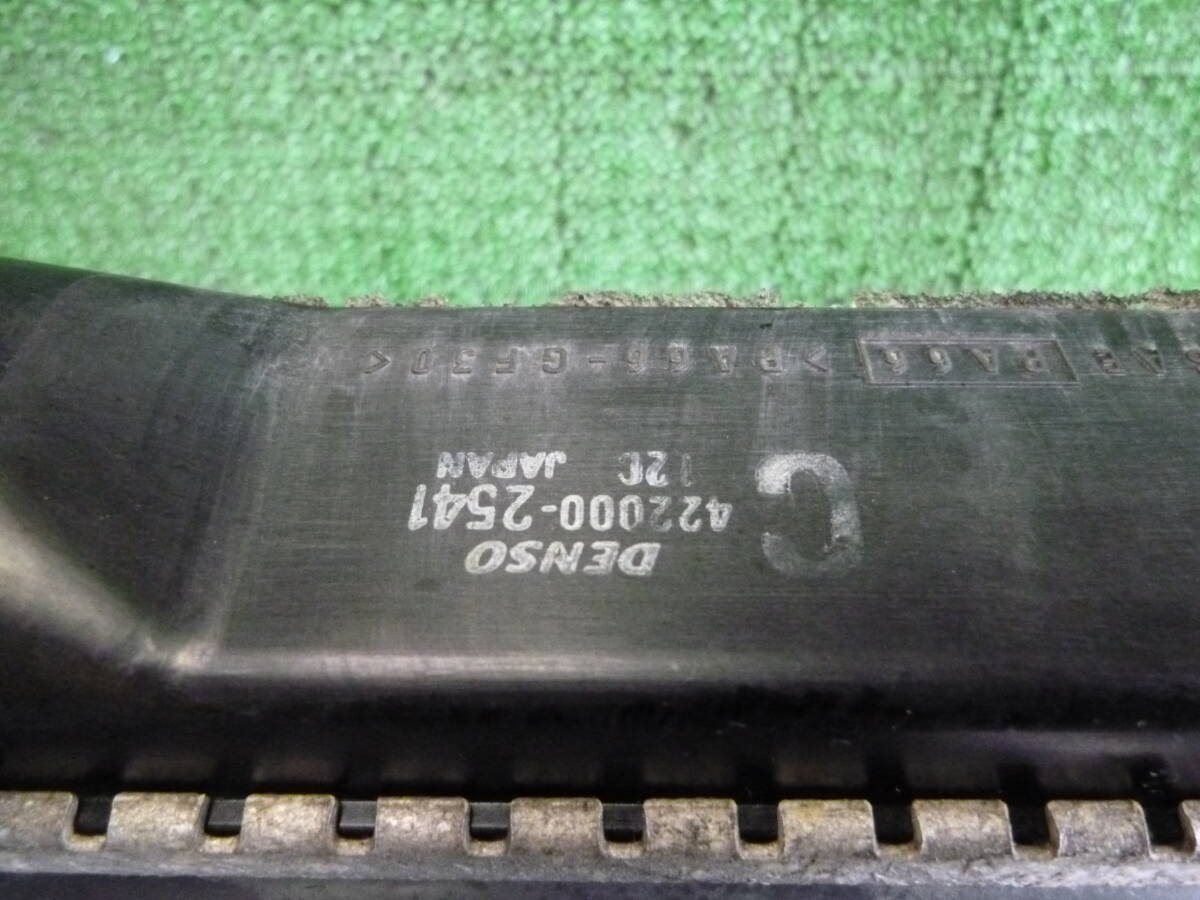 C
DENSO
422000-2541
12C JAPAN
PA66 >PA66-GF30<